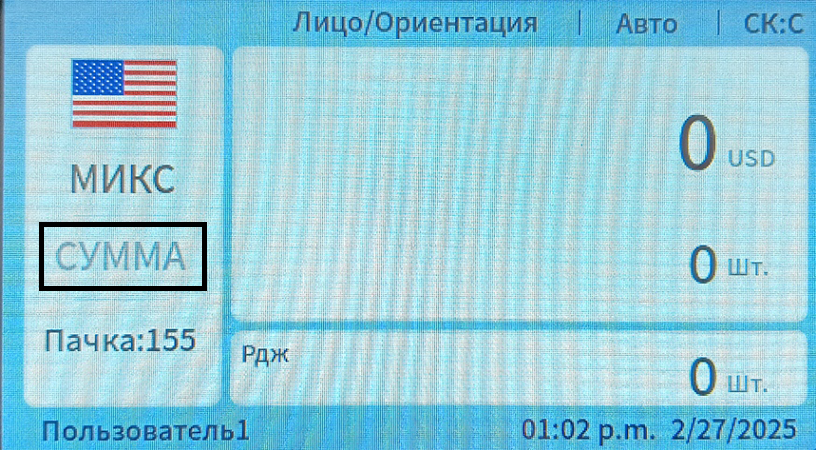 Лицо/Ориентация | Авто | СК:С
МИКС
СУММА
Пачка:155
0 USD
0 Шт.
Рдж
0 Шт.
Пользователь1 01:02 p.m. 2/27/2025